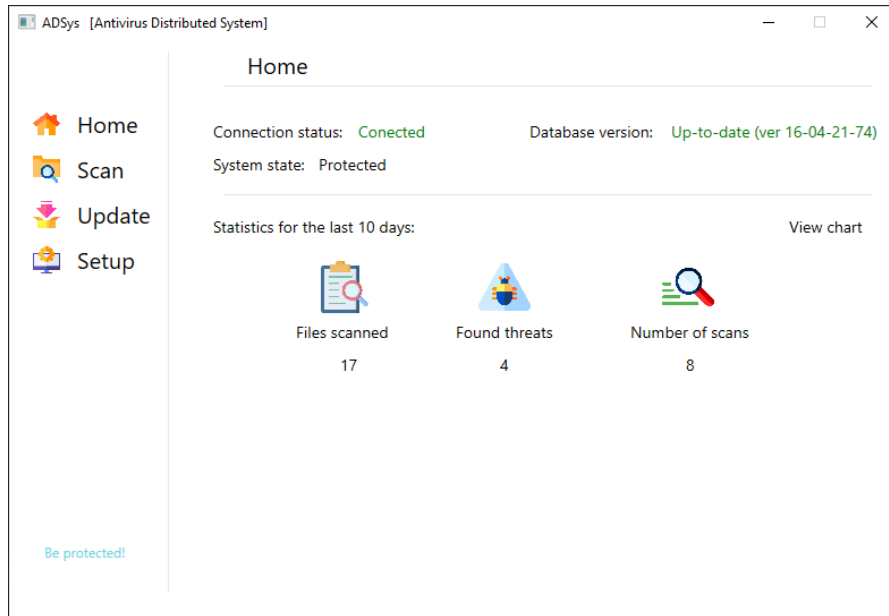 ADSys [Antivirus Distributed System]
Home
Home
Scan
Update
Setup
Connection status: Conected
Database version: Up-to-date (ver 16-04-21-74)
System state: Protected
Statistics for the last 10 days:
View chart
Files scanned
Found threats
Number of scans
17
4
8
Be protected!